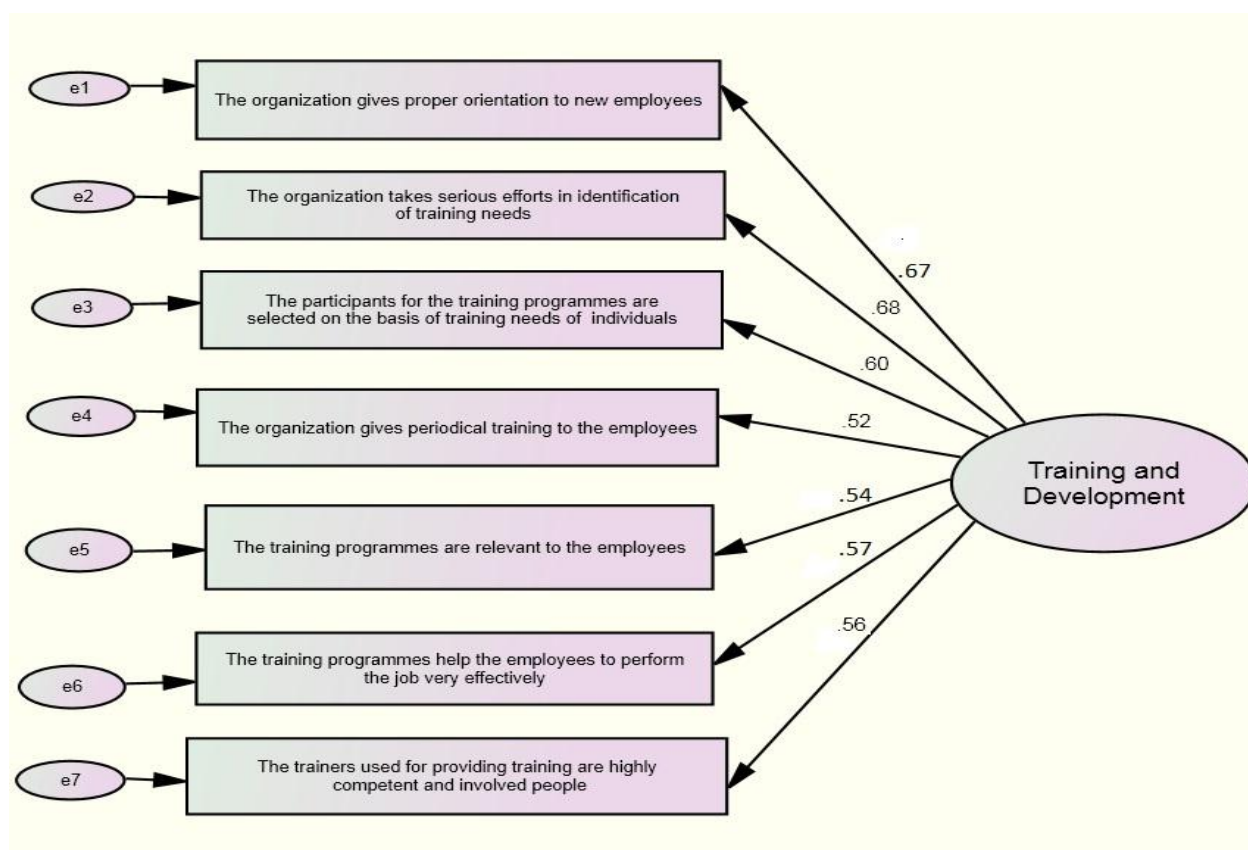 e1
The organization gives proper orientation to new employees
e2
The organization takes serious efforts in identification
of training needs
.67
e3
The participants for the training programmes are
selected on the basis of training needs of individuals
.68
.60
e4
The organization gives periodical training to the employees
.52
Training and
Development
.54
e5
The training programmes are relevant to the employees
.57
e6
The training programmes help the employees to perform
the job very effectively
.56
e7
The trainers used for providing training are highly
competent and involved people